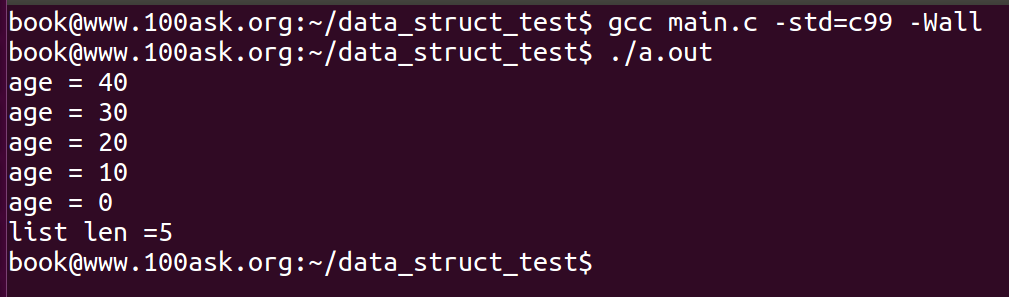 book@www.100ask.org:~/data_struct_test$ gcc main.c -std=c99 -Wall
book@www.100ask.org:~/data_struct_test$ ./a.out
age = 40
age = 30
age = 20
age = 10
age = 0
list len =5
book@www.100ask.org:~/data_struct_test$